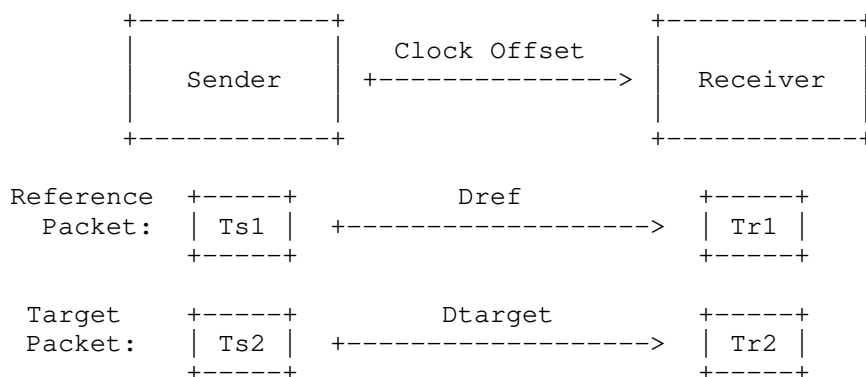 Clock Offset
Sender Receiver
Reference Dref
Packet: Ts1 Tr1
Target Dtarget
Packet: Ts2 Tr2